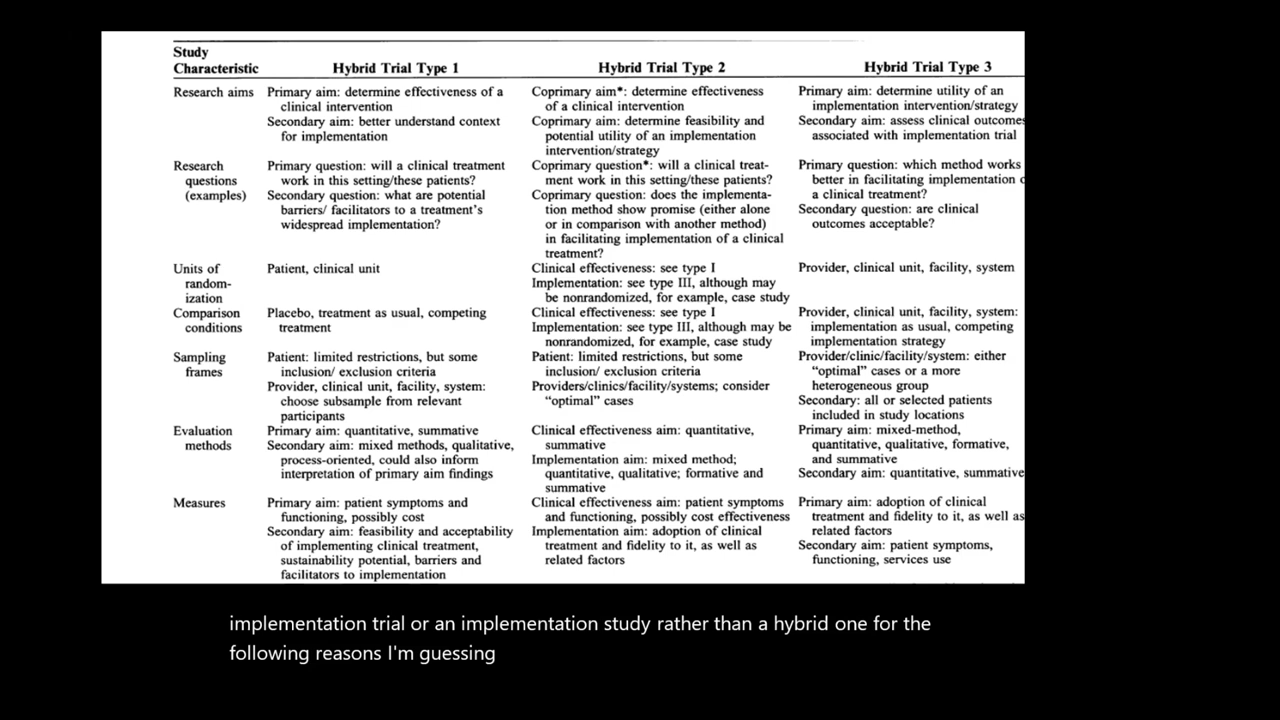 Study
Characteristic Hybrid Trial Type 1 Hybrid Trial Type 2 Hybrid Trial Type 3
Research aims Primary aim: determine effectiveness of a
clinical intervention
Secondary aim: better understand context
for implementation
Coprimary aim*: determine effectiveness
of a clinical intervention
Coprimary aim: determine feasibility and
potential utility of an implementation
intervention/strategy
Primary aim: determine utility of an
implementation intervention/strategy
Secondary aim: assess clinical outcomes
associated with implementation trial
Research
questions
(examples)
Primary question: will a clinical treatment
work in this setting/these patients?
Secondary question: what are potential
barriers/ facilitators to a treatment's
widespread implementation?
Coprimary question*: will a clinical treat-
ment work in this setting/these patients?
Coprimary question: does the implementa-
tion method show promise (either alone
or in comparison with another method)
in facilitating implementation of a clinical
treatment?
Primary question: which method works
better in facilitating implementation
a clinical treatment?
Secondary question: are clinical
outcomes acceptable?
Units of
random-
ization
Patient, clinical unit
Clinical effectiveness: see type I
Implementation: see type III, although may
be nonrandomized, for example, case study
Provider, clinical unit, facility, system
Comparison
conditions
Placebo, treatment as usual, competing
treatment
Clinical effectiveness: see type I
Implementation: see type III, although may be
nonrandomized, for example, case study
Provider, clinical unit, facility, system:
implementation as usual, competing
implementation strategy
Sampling
frames
Patient: limited restrictions, but some
inclusion/ exclusion criteria
Provider, clinical unit, facility, system:
choose subsample from relevant
participants
Patient: limited restrictions, but some
inclusion/ exclusion criteria
Providers/clinics/facility/systems; consider
"optimal" cases
Provider/clinic/facility/system: either
"optimal" cases or a more
heterogeneous group
Secondary: all or selected patients
included in study locations
Evaluation
methods
Primary aim: quantitative, summative
Secondary aim: mixed methods, qualitative,
process-oriented, could also inform
interpretation of primary aim findings
Clinical effectiveness aim: quantitative,
summative
Implementation aim: mixed method;
quantitative, qualitative; formative and
summative
Primary aim: mixed-method,
quantitative, qualitative, formative,
and summative
Secondary aim: quantitative, summative
Measures
Primary aim: patient symptoms and
functioning, possibly cost
Secondary aim: feasibility and acceptability
of implementing clinical treatment,
sustainability potential, barriers and
facilitators to implementation
Clinical effectiveness aim: patient symptoms
and functioning, possibly cost effectiveness
Implementation aim: adoption of clinical
treatment and fidelity to it, as well as
related factors
Primary aim: adoption of clinical
treatment and fidelity to it, as well as
related factors
Secondary aim: patient symptoms,
functioning, services use
implementation trial or an implementation study rather than a hybrid one for the
following reasons I'm guessing